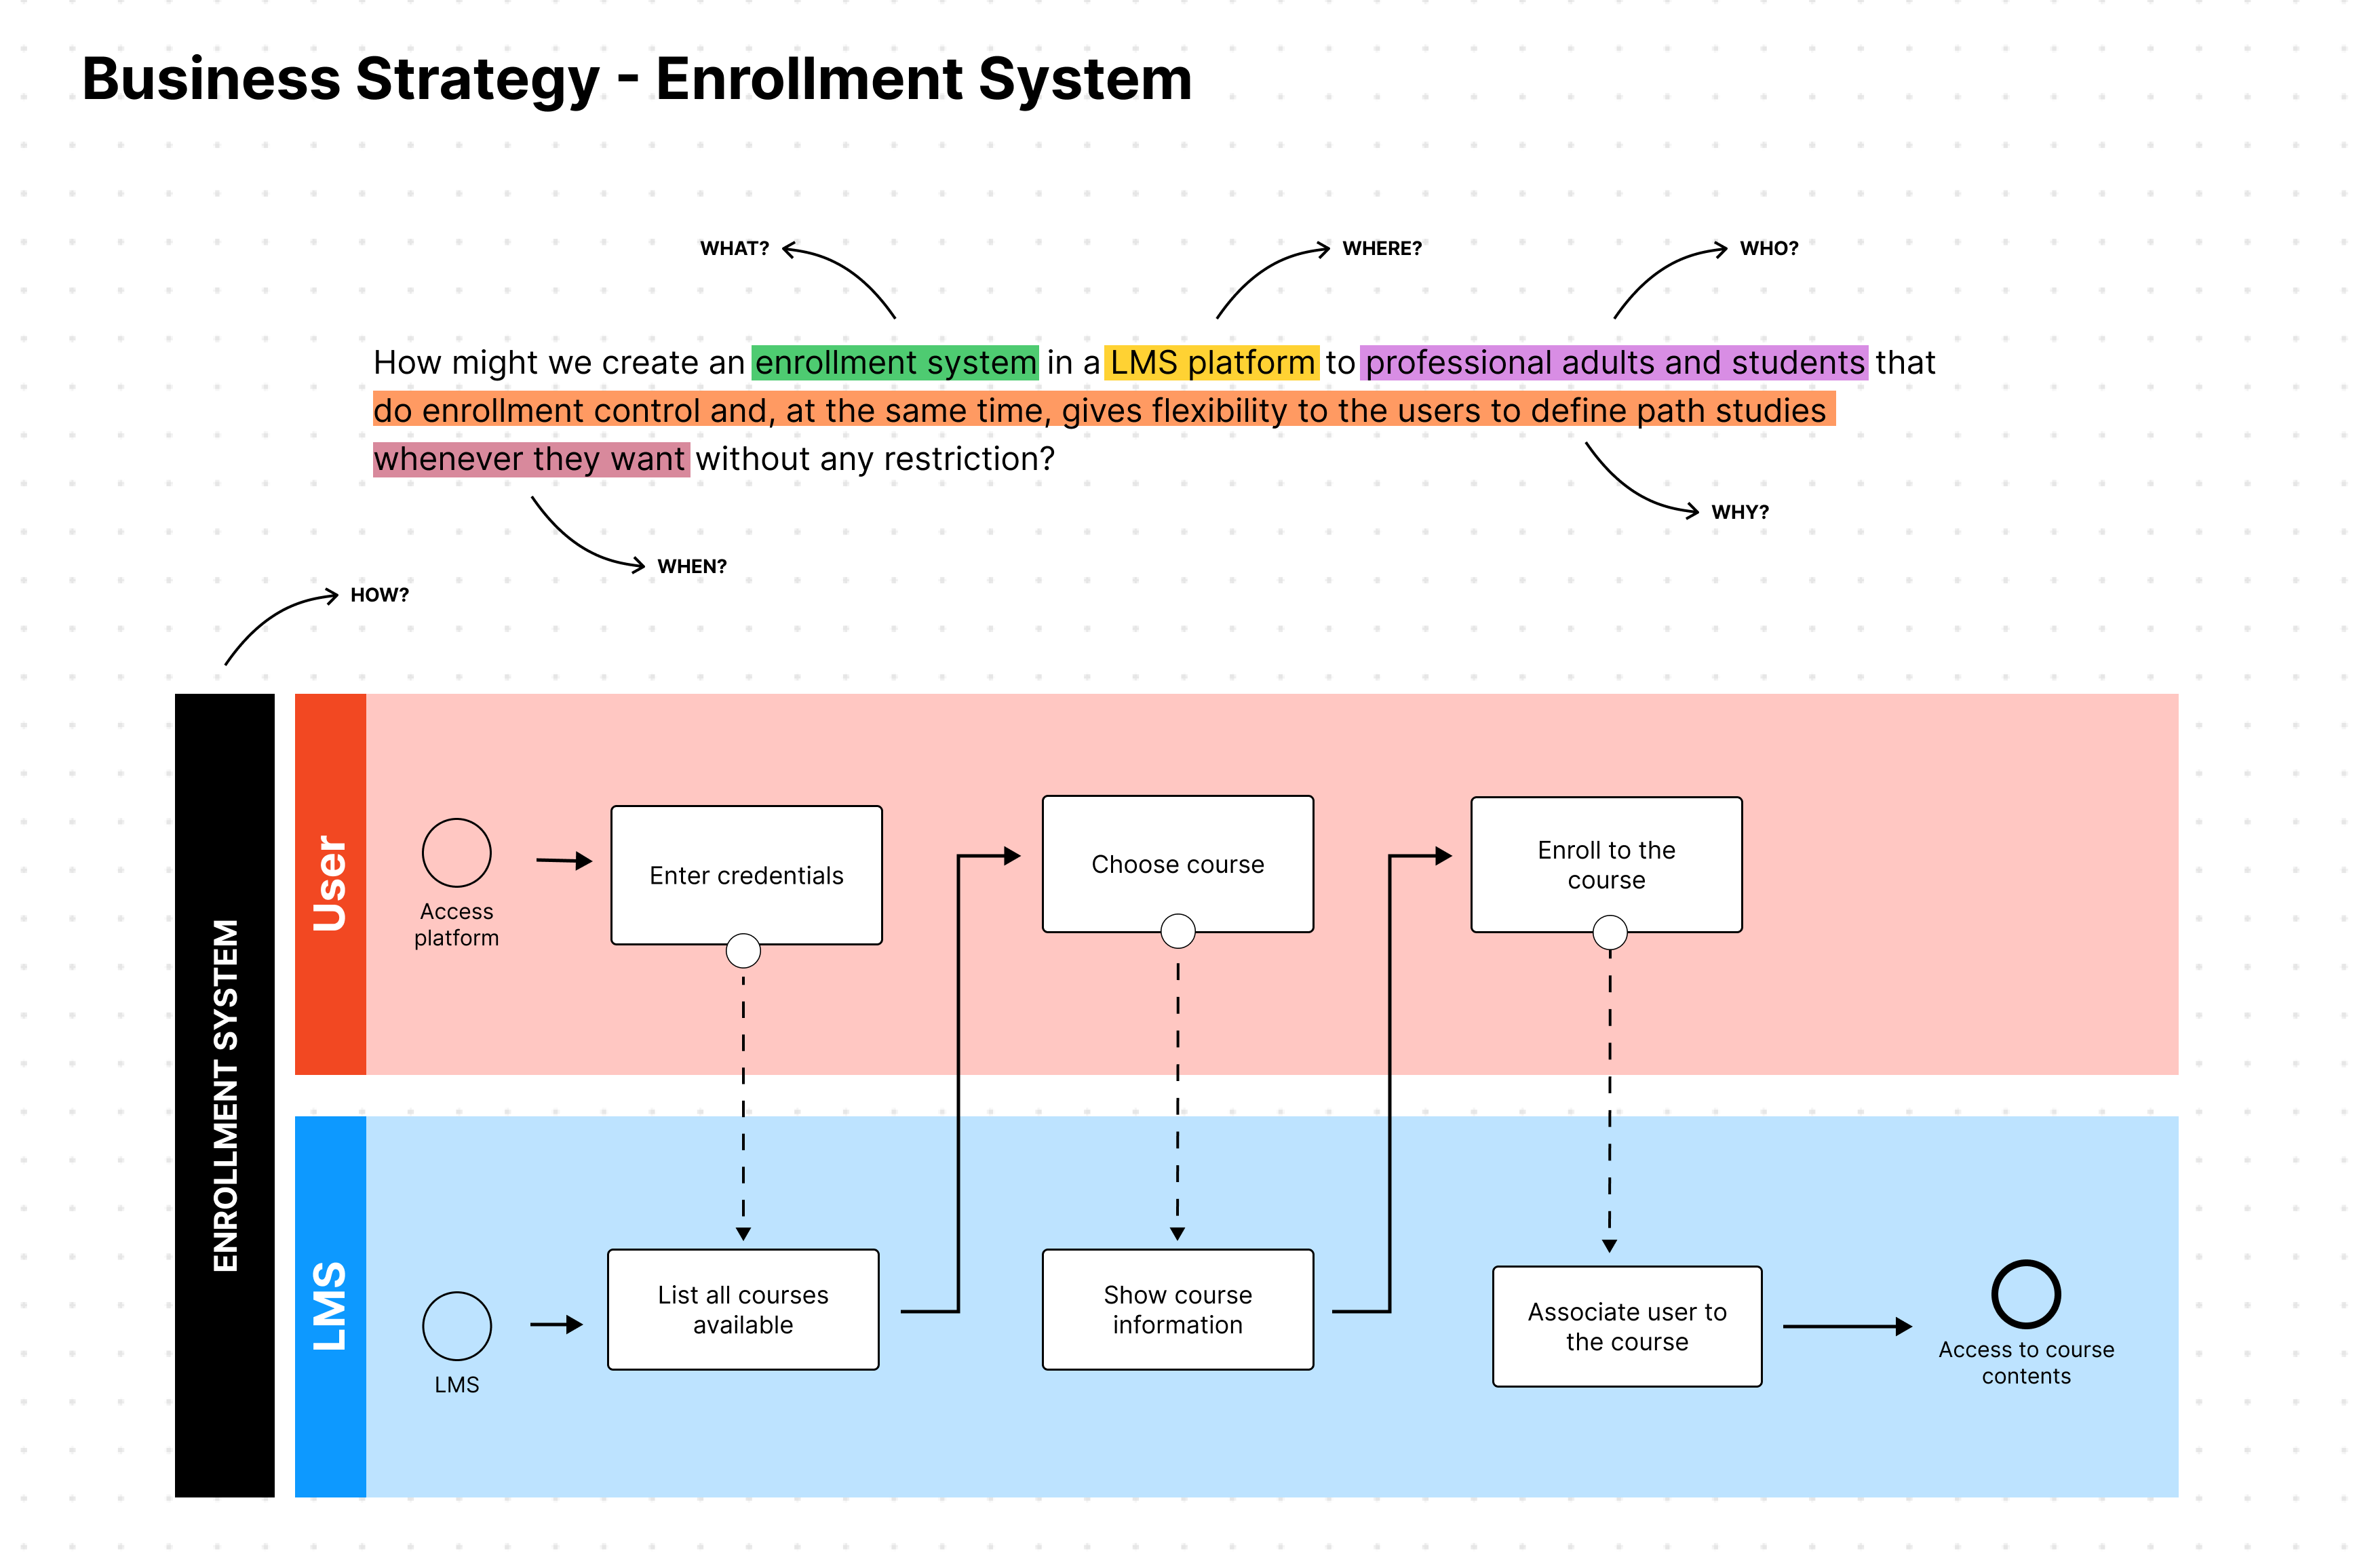 Business Strategy - Enrollment System
WHAT?
WHERE?
WHO?
How might we create an enrollment system in a LMS platform to professional adults and students that
do enrollment control and, at the same time, gives flexibility to the users to define path studies
whenever they want without any restriction?
WHY?
WHEN?
HOW?
ENROLLMENT SYSTEM
User
Access
platform
Enter credentials
Choose course
Enroll to the
course
LMS
LMS
List all courses
available
Show course
information
Associate user to
the course
Access to course
contents